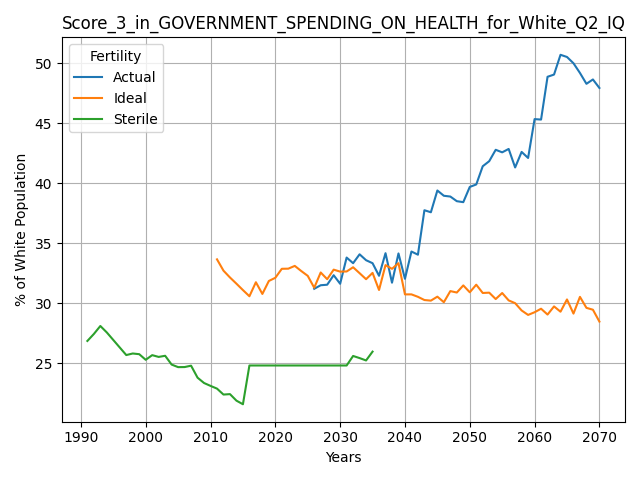 Score_3_in_GOVERNMENT_SPENDING_ON_HEALTH_for_White_Q2_IQ
Fertility
Actual
Ideal
Sterile
% of White Population
50
45
40
35
30
25
1990 2000 2010 2020 2030 2040 2050 2060 2070
Years